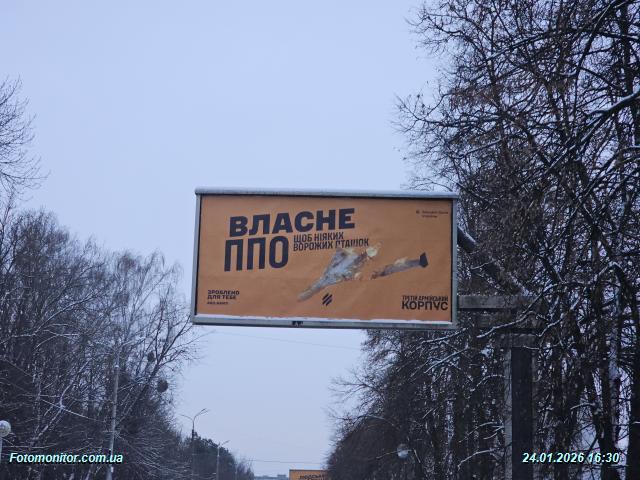 ВЛАСНЕ
ППО
ЩОБ НІЯКИХ
ВОРОЖИХ ПТАШОК
ЗРОБЛЕНО
ДЛЯ ТЕБЕ
ТРЕТІЙ АРМІЙСЬКИЙ
КОРПУС
Fotomonitor.com.ua
24.01.2026 16:30